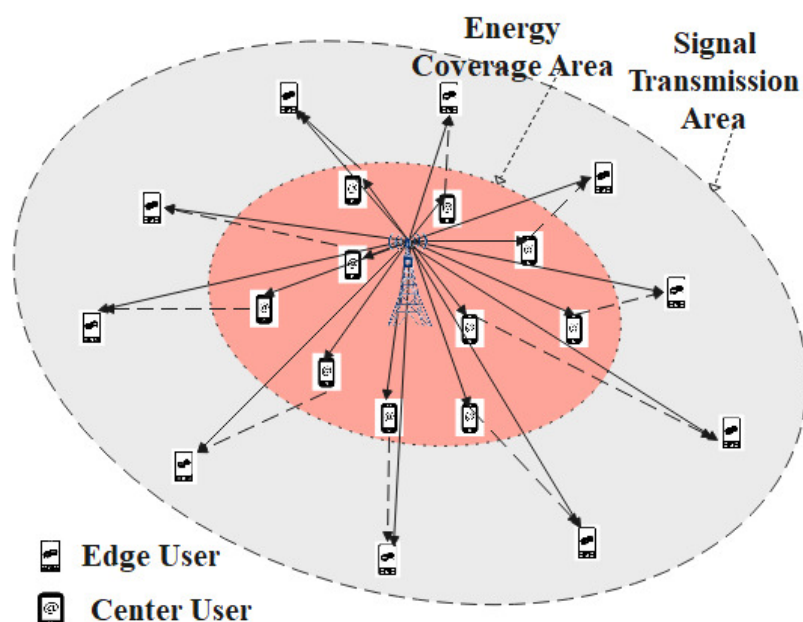 Energy
Coverage Area
Signal
Transmission
Area
Edge User
Center User